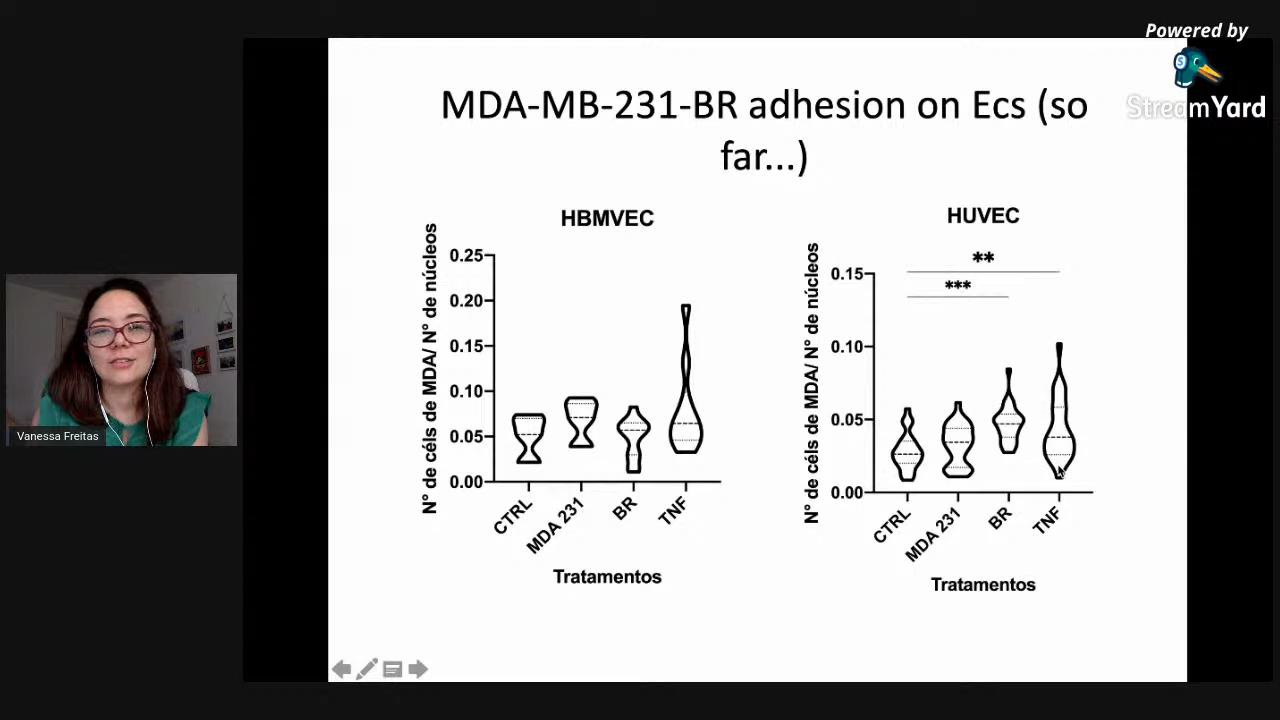 Powered by
StreamYard
MDA-MB-231-BR adhesion on Ecs (so
far...)
HBMVEC
N° de céls de MDA/ N° de núcleos
0.25
0.20
0.15
0.10
0.05
0.00
CTRL
MDA 231
BR
TNF
Tratamentos
HUVEC
N° de céls de MDA/ N° de núcleos
**
***
0.15
0.10
0.05
0.00
CTRL
MDA 231
BR
TNF
Tratamentos
Vanessa Freitas